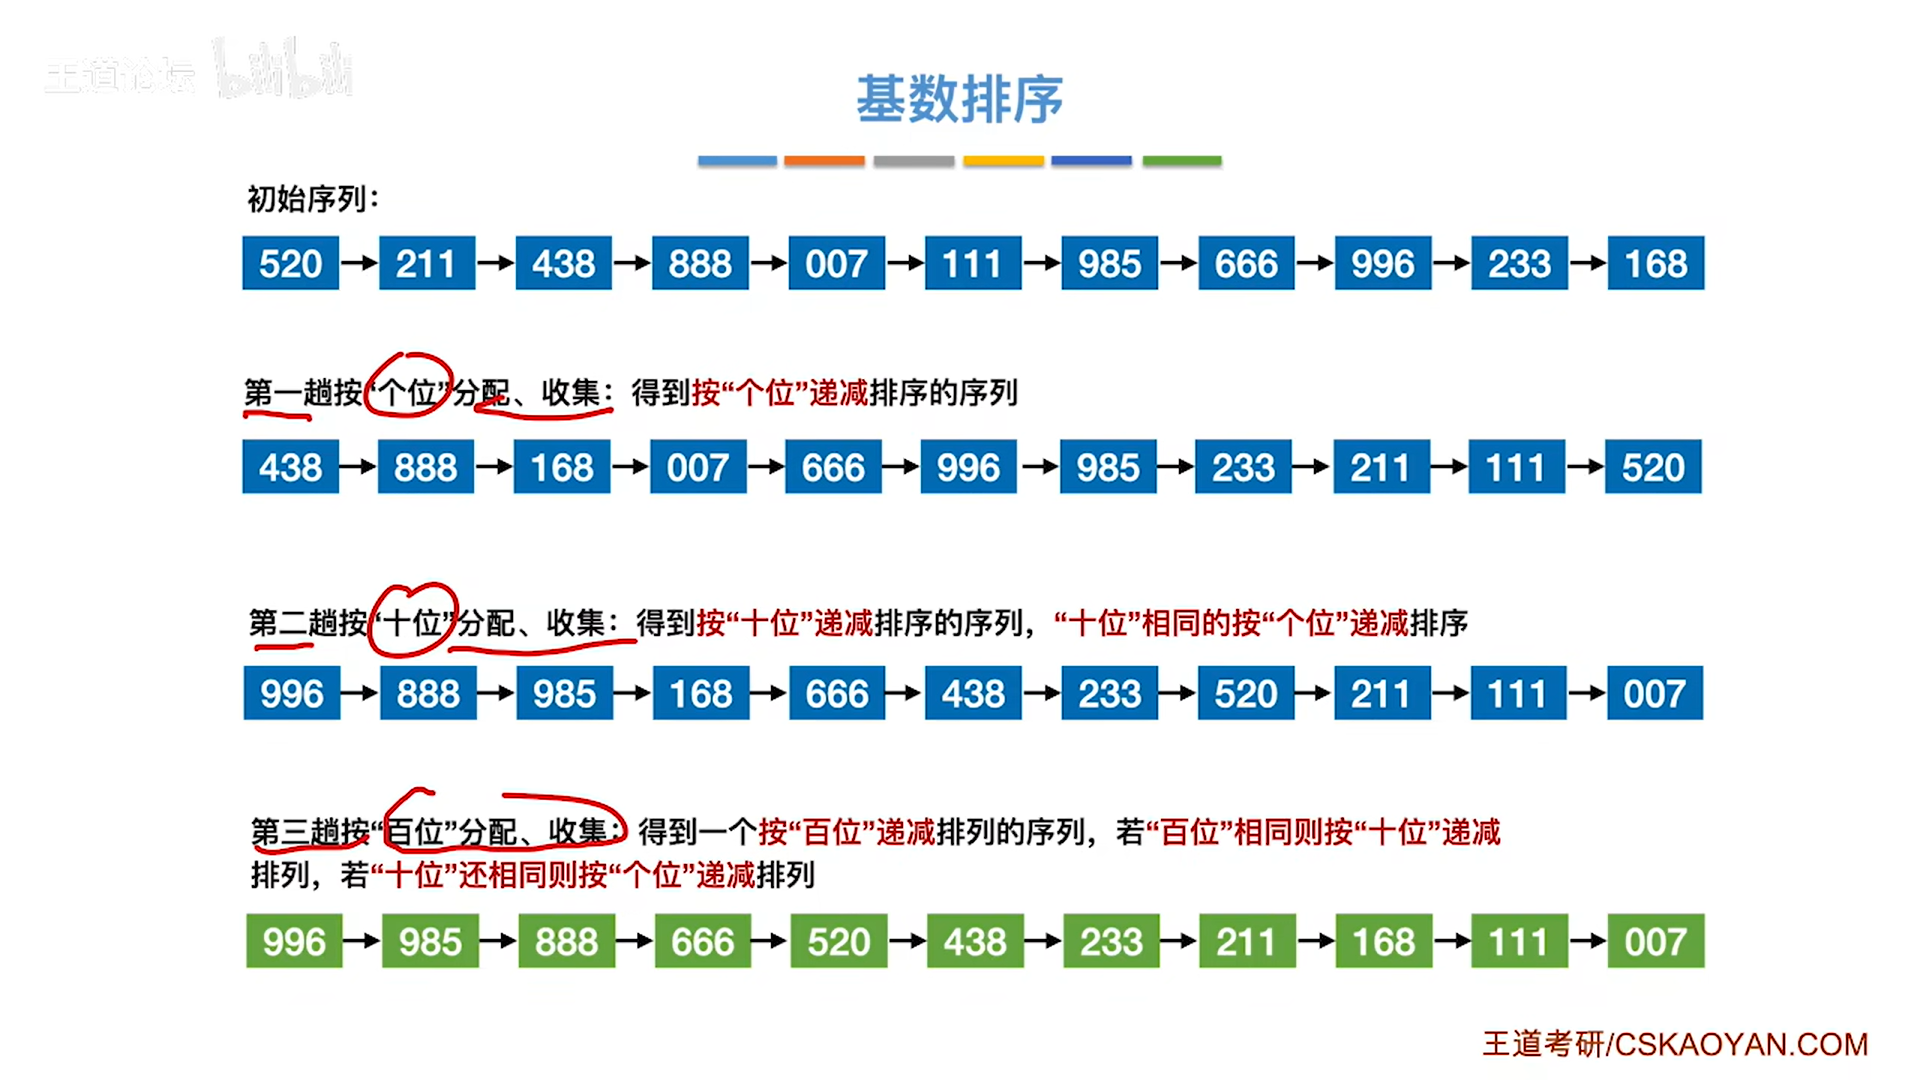 王道论坛 bilibili
基数排序
初始序列：
520 211 438 888 007 111 985 666 996 233 168
第一趟按“个位”分配、收集：得到按“个位”递减排序的序列
438 888 168 007 666 996 985 233 211 111 520
第二趟按“十位”分配、收集：得到按“十位”递减排序的序列，“十位”相同的按“个位”递减排序
996 888 985 168 666 438 233 520 211 111 007
第三趟按“百位”分配、收集：得到一个按“百位”递减排列的序列，若“百位”相同则按“十位”递减
排列，若“十位”还相同则按“个位”递减排列
996 985 888 666 520 438 233 211 168 111 007
王道考研/CSKAOYAN.COM